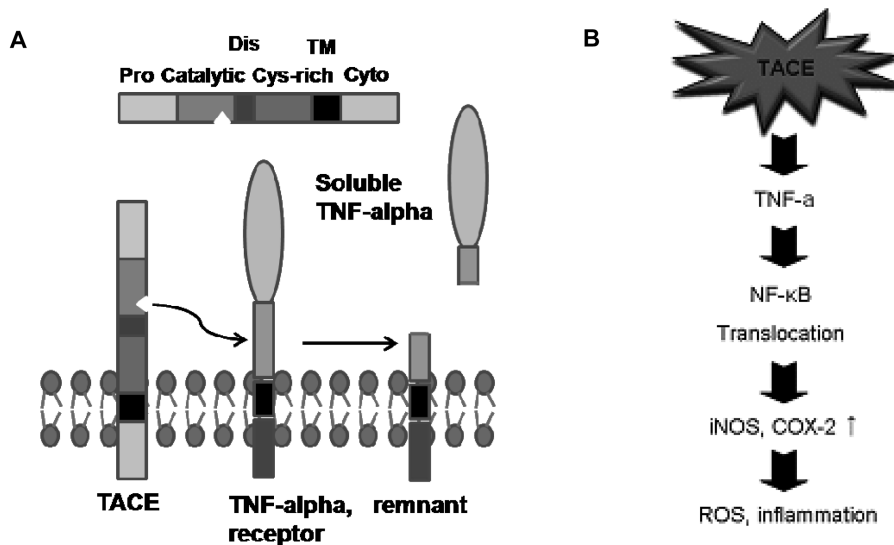 A
Dis TM
Pro Catalytic Cys-rich Cyto
Soluble
TNF-alpha
TACE
TNF-alpha, remnant
receptor
B
TACE
TNF-a
NF-κB
Translocation
iNOS, COX-2 ↑
ROS, inflammation